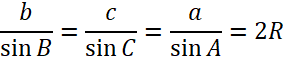 b/sin B = c/sin C = a/sin A = 2R